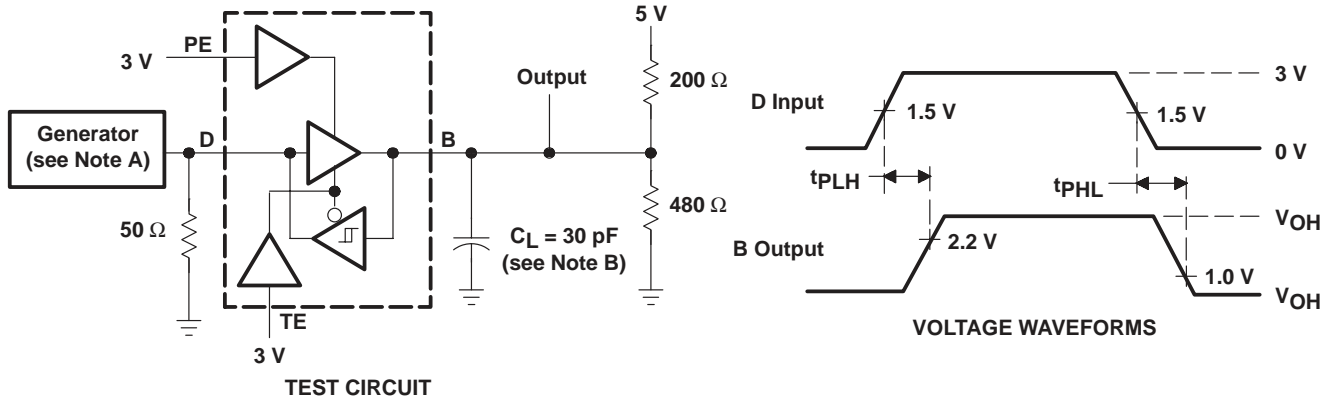 5 V
PE
3 V
Output
200 Ω
Generator
(see Note A)
D
B
50 Ω
480 Ω
CL = 30 pF
(see Note B)
TE
3 V
TEST CIRCUIT
D Input
3 V
1.5 V
1.5 V
0 V
tPLH
tPHL
VOH
B Output
2.2 V
1.0 V
VOH
VOLTAGE WAVEFORMS